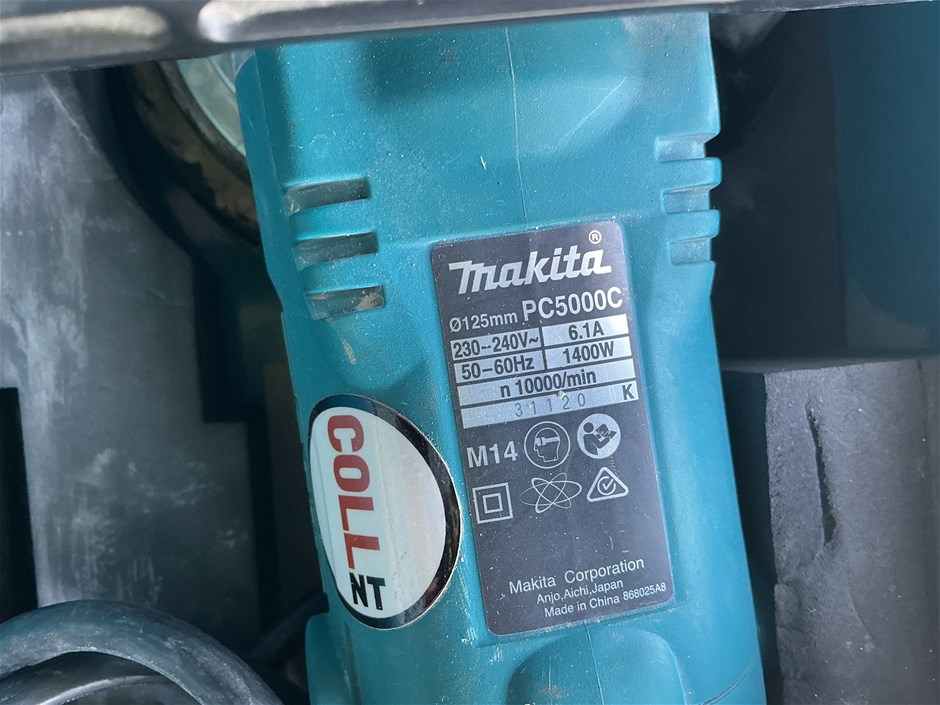 makita®
Ø125mm PC5000C
230-240V~ 6.1A
50-60Hz 1400W
n 10000/min
31120 K
M14
Makita Corporation
Anjo,Aichi,Japan
Made in China 868025A8
COLL
NT